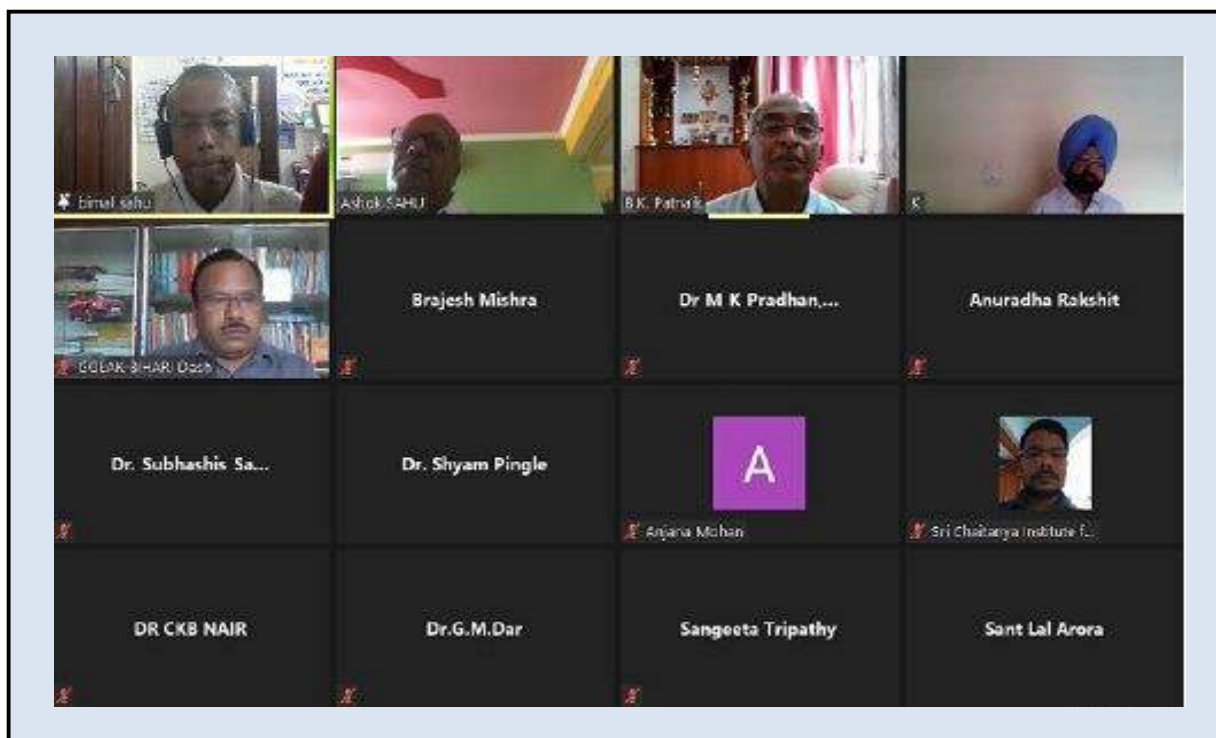 bimal sahu
Ashok SAHU
B.K. Patnaik
K
GOLAK BIHARI Dash
Brajesh Mishra
Dr M K Pradhan,...
Anuradha Rakshit
Dr. Subhashis Sa...
Dr. Shyam Pingle
A
Anjana Mohan
Sri Chaitanya Institute f...
DR CKB NAIR
Dr.G.M.Dar
Sangeeta Tripathy
Sant Lal Arora